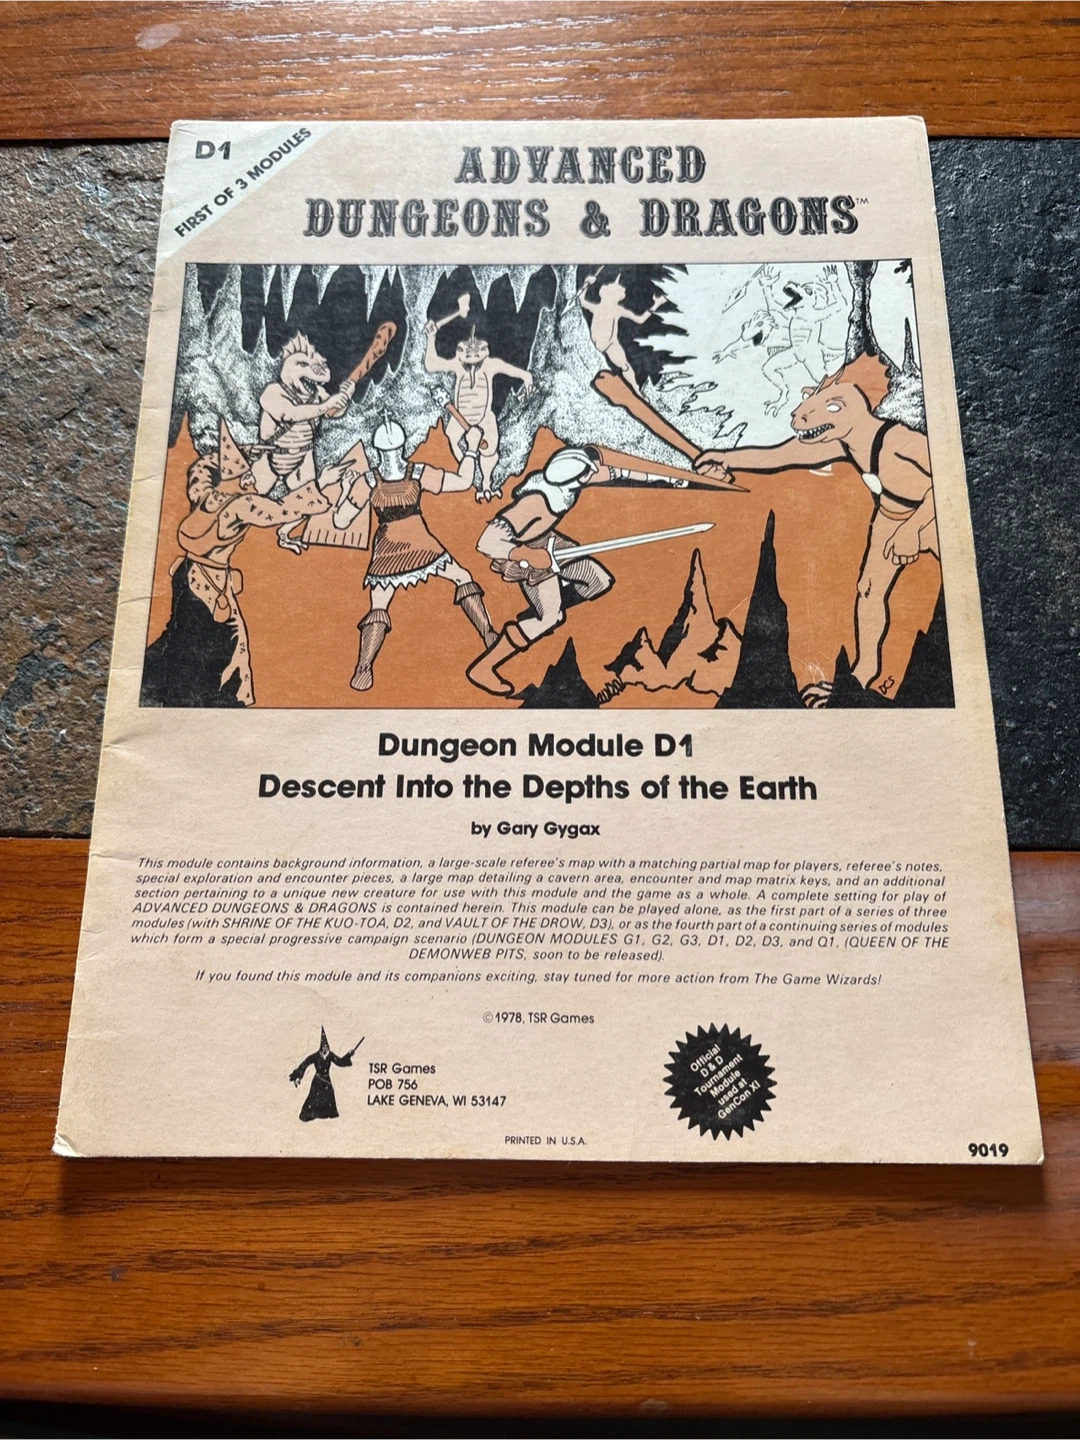 D1
FIRST OF 3 MODULES
ADVANCED
DUNGEONS & DRAGONS™
DCS
Dungeon Module D1
Descent Into the Depths of the Earth
by Gary Gygax
This module contains background information, a large-scale referee's map with a matching partial map for players, referee's notes,
special exploration and encounter pieces, a large map detailing a cavern area, encounter and map matrix keys, and an additional
section pertaining to a unique new creature for use with this module and the game as a whole. A complete setting for play of
ADVANCED DUNGEONS & DRAGONS is contained herein. This module can be played alone, as the first part of a series of three
modules (with SHRINE OF THE KUO-TOA, D2, and VAULT OF THE DROW, D3), or as the fourth part of a continuing series of modules
which form a special progressive campaign scenario (DUNGEON MODULES G1, G2, G3, D1, D2, D3, and Q1, (QUEEN OF THE
DEMONWEB PITS, soon to be released).
If you found this module and its companions exciting, stay tuned for more action from The Game Wizards!
©1978, TSR Games
TSR Games
POB 756
LAKE GENEVA, WI 53147
Official
D & D
Tournament
Module
used at
GenCon XI
PRINTED IN U.S.A.
9019